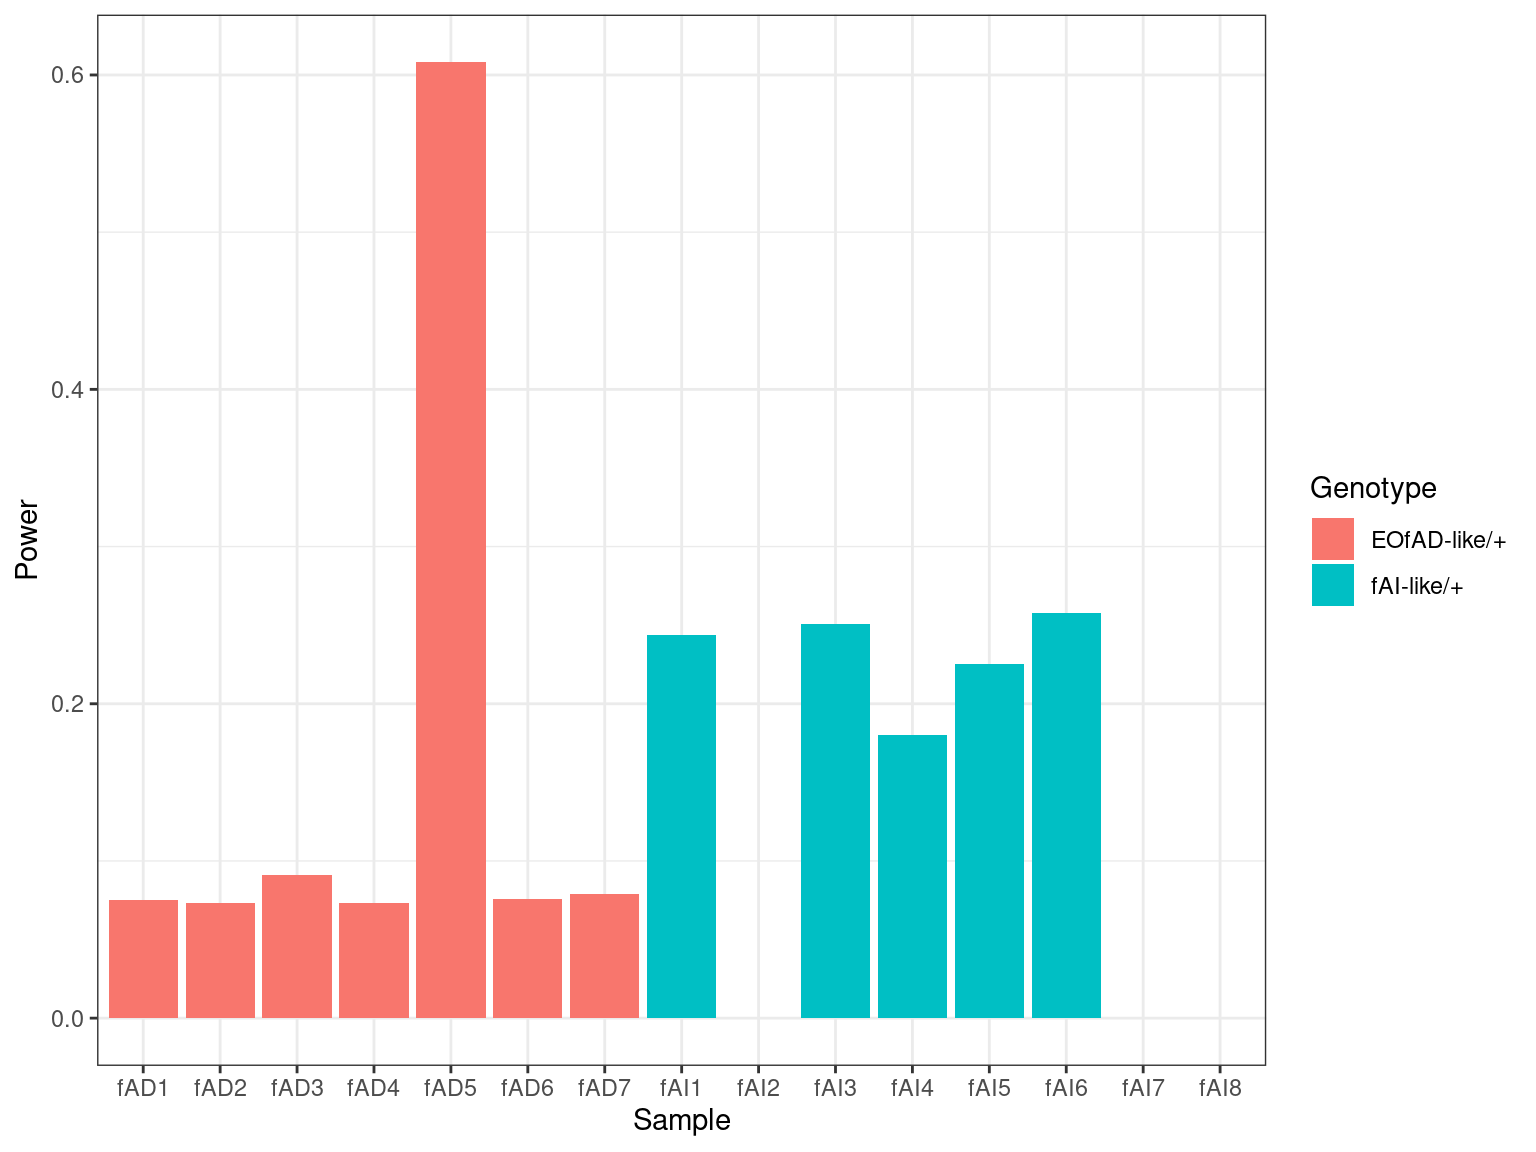 Power
0.6
0.4
0.2
0.0
fAD1 fAD2 fAD3 fAD4 fAD5 fAD6 fAD7 fAI1 fAI2 fAI3 fAI4 fAI5 fAI6 fAI7 fAI8
Sample
Genotype
EOfAD-like/+
fAI-like/+